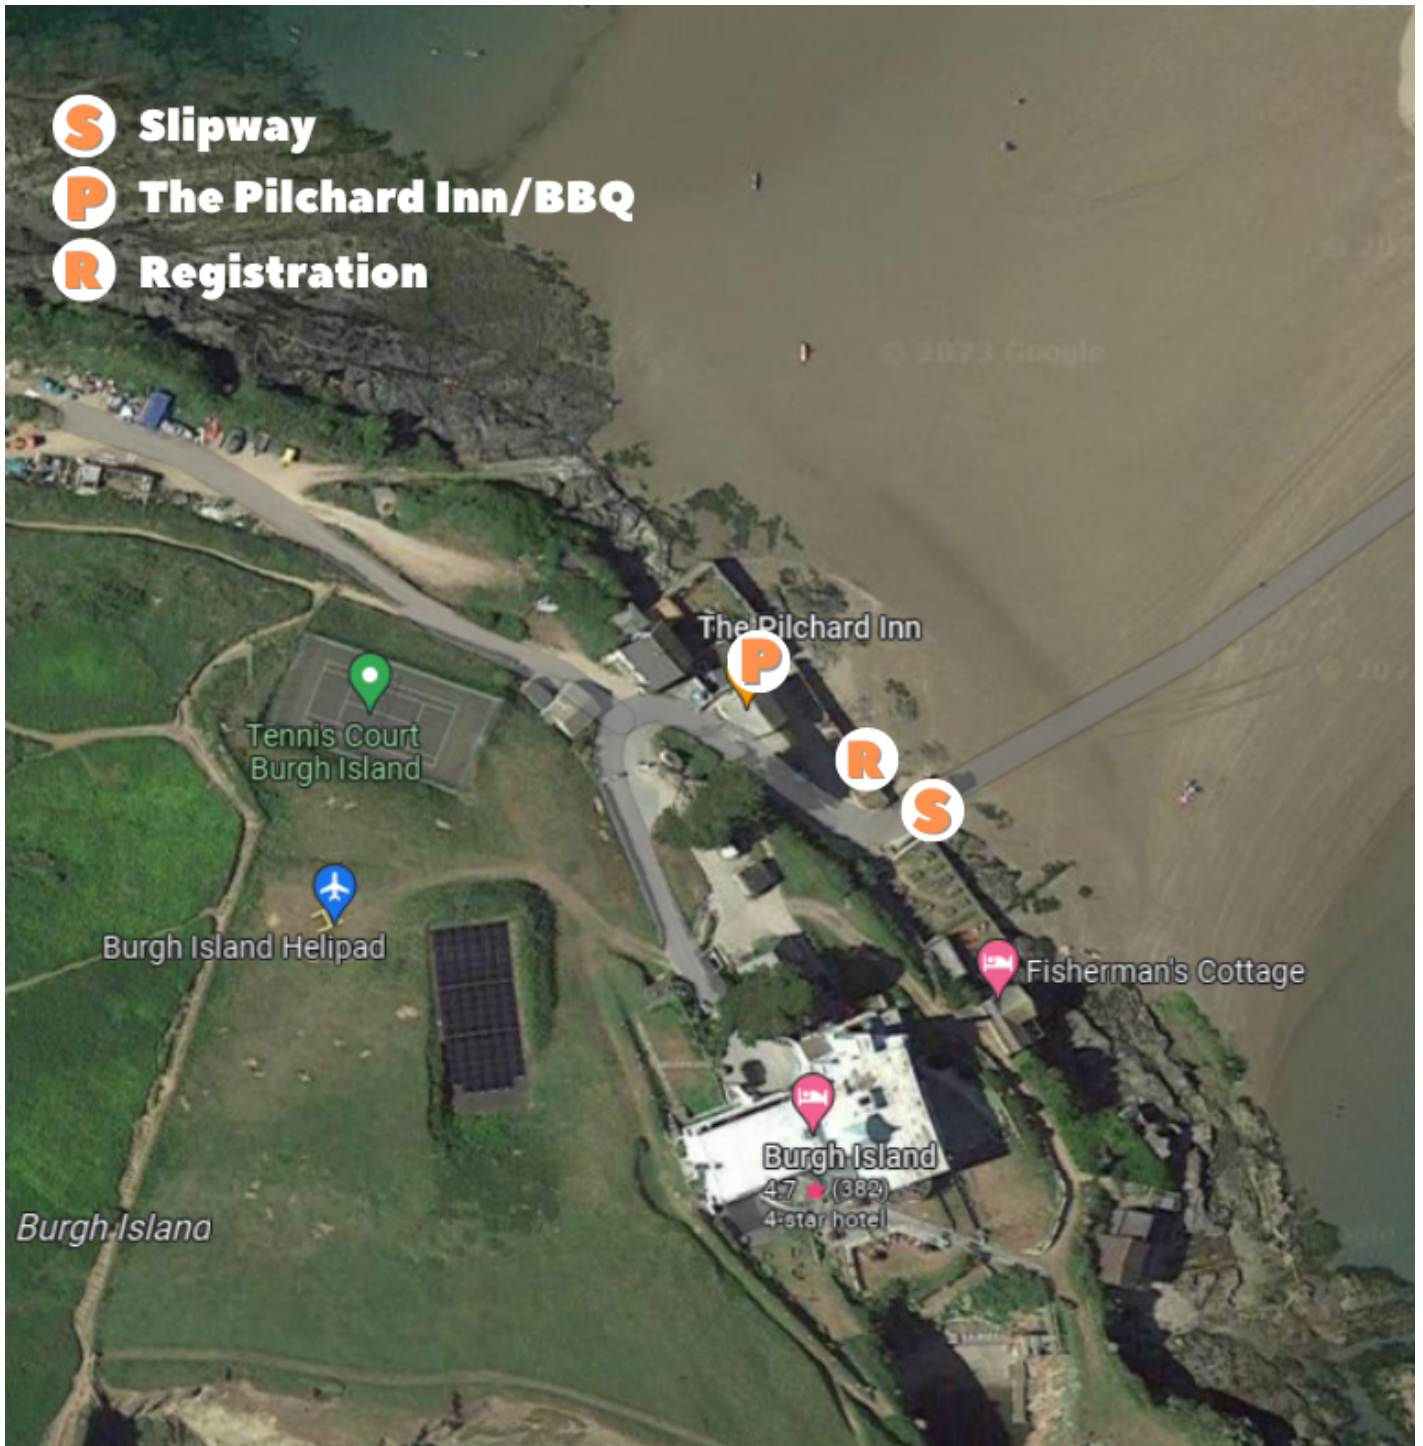 S Slipway
P The Pilchard Inn/BBQ
R Registration
© 2023 Google
The Pilchard Inn
P
Tennis Court
Burgh Island
R
S
Burgh Island Helipad
Fisherman's Cottage
Burgh Island
4.7 ★ (382)
4-star hotel
Burgh Island